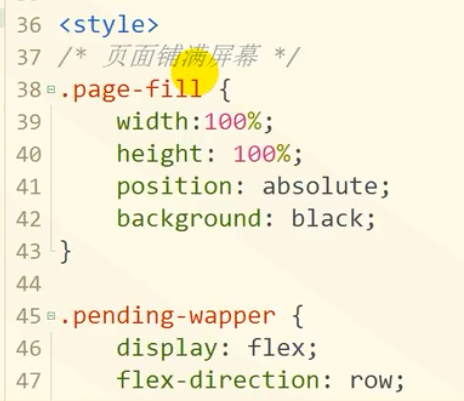 36 <style>
37 /* 页面铺满屏幕 */
38 .page-fill {
39 width:100%;
40 height: 100%;
41 position: absolute;
42 background: black;
43 }
44
45 .pending-wapper {
46 display: flex;
47 flex-direction: row;